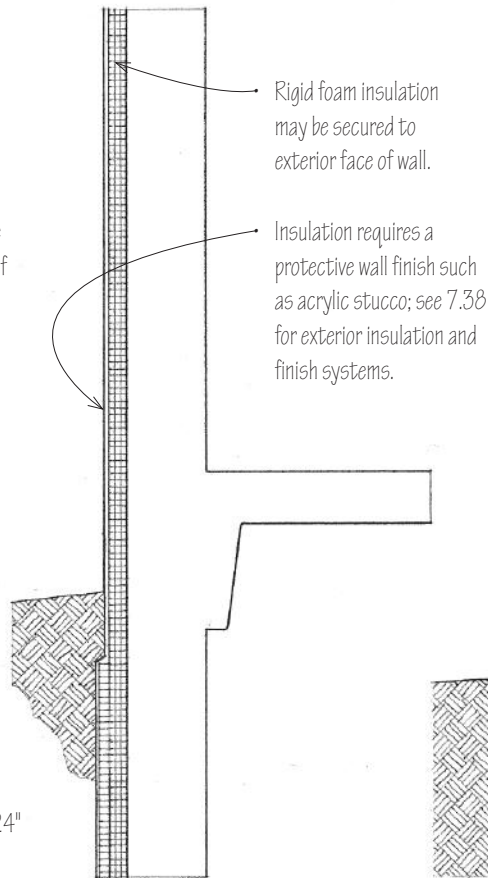 Rigid foam insulation
may be secured to
exterior face of wall.
Insulation requires a
protective wall finish such
as acrylic stucco; see 7.38
for exterior insulation and
finish systems.
f
24"